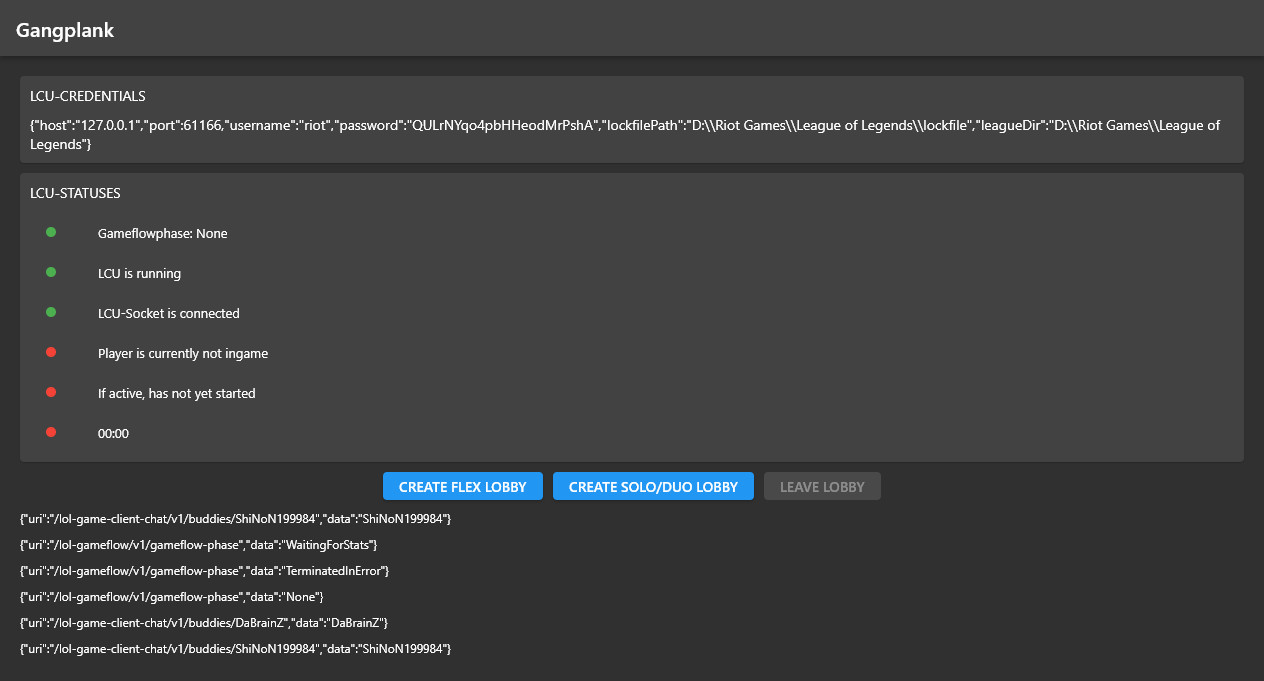 Gangplank
LCU-CREDENTIALS
{"host":"127.0.0.1","port":61166,"username":"riot","password":"QULrNYqo4pbHHeodMrPshA","lockfilePath":"D:\\Riot Games\\League of Legends\\lockfile","leagueDir":"D:\\Riot Games\\League of
Legends"}
LCU-STATUSES
Gameflowphase: None
LCU is running
LCU-Socket is connected
Player is currently not ingame
If active, has not yet started
00:00
CREATE FLEX LOBBY CREATE SOLO/DUO LOBBY LEAVE LOBBY
{"uri":"/lol-game-client-chat/v1/buddies/ShiNoN199984","data":"ShiNoN199984"}
{"uri":"/lol-gameflow/v1/gameflow-phase","data":"WaitingForStats"}
{"uri":"/lol-gameflow/v1/gameflow-phase","data":"TerminatedInError"}
{"uri":"/lol-gameflow/v1/gameflow-phase","data":"None"}
{"uri":"/lol-game-client-chat/v1/buddies/DaBrainZ","data":"DaBrainZ"}
{"uri":"/lol-game-client-chat/v1/buddies/ShiNoN199984","data":"ShiNoN199984"}